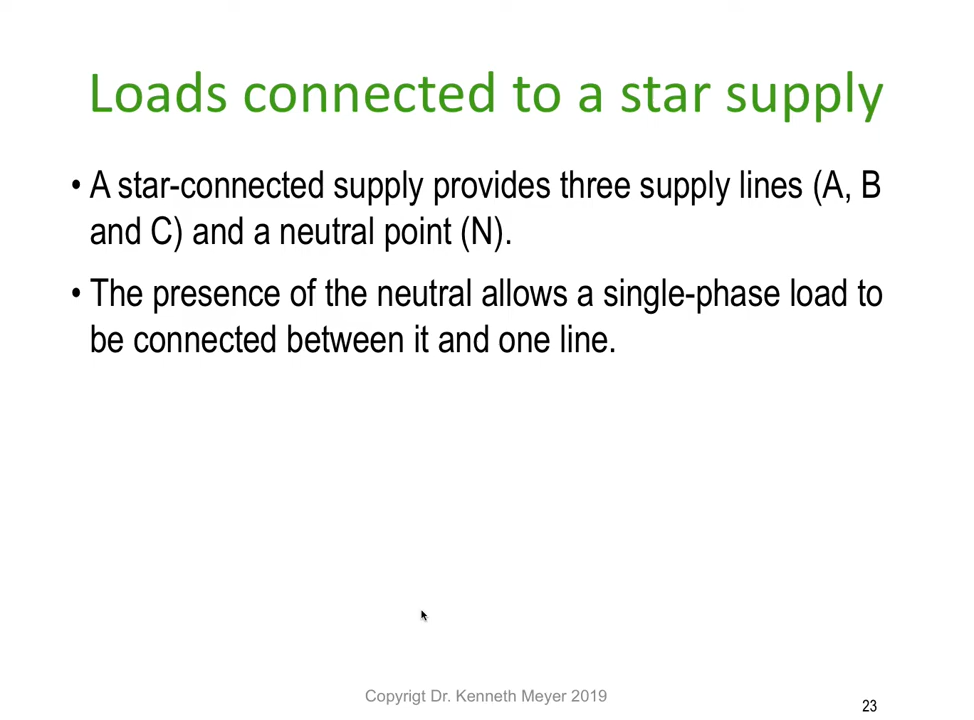 Loads connected to a star supply
• A star-connected supply provides three supply lines (A, B
and C) and a neutral point (N).
• The presence of the neutral allows a single-phase load to
be connected between it and one line.
Copyrigt Dr. Kenneth Meyer 2019
23